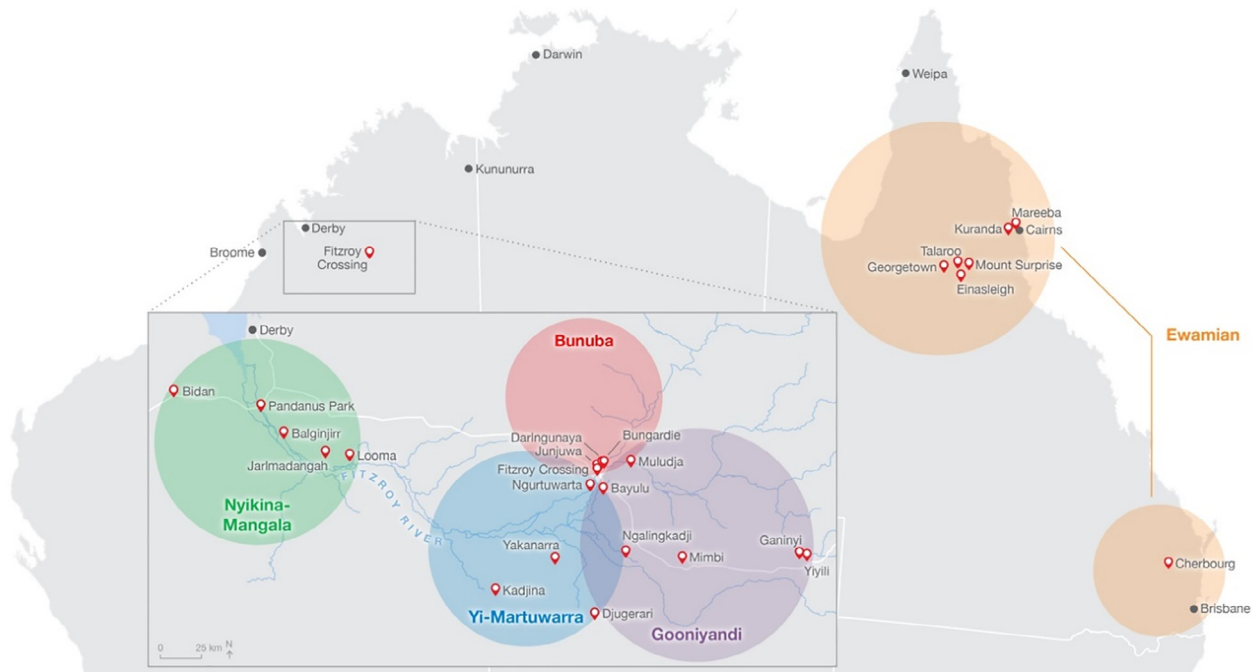 Darwin
Weipa
Kununurra
Derby
Broome
Fitzroy
Crossing
Mareeba
Kuranda
Cairns
Talaroo
Georgetown
Mount Surprise
Einasleigh
Ewamian
Derby
Bunuba
Bidan
Pandanus Park
Balginjirr
Jarlmadangah
Looma
Nyikina-
Mangala
FITZROY RIVER
Darlngunaya
Bungardie
Junjuwa
Muludja
Fitzroy Crossing
Ngurtuwarta
Bayulu
Yakanarra
Ngalingkadji
Mimbi
Ganinyi
Yiyili
Kadjina
Yi-Martuwarra
Djugerari
Gooniyandi
Cherbourg
Brisbane
0 25 km N